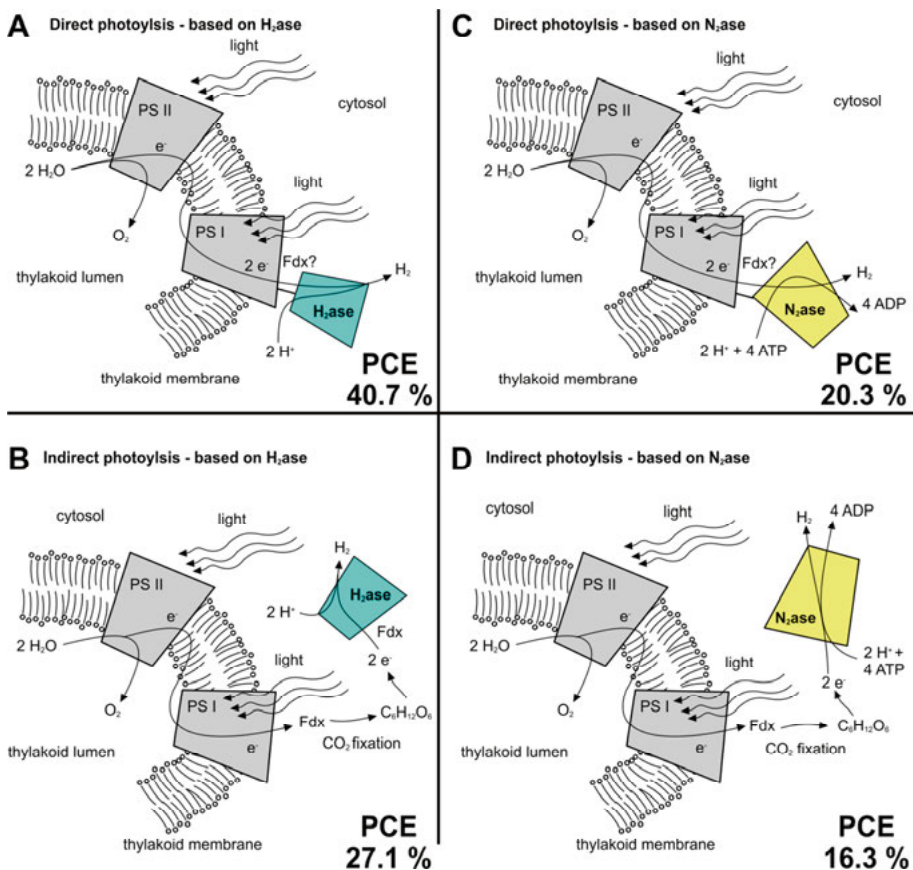 A Direct photoylsis - based on H₂ase
light
PS II
cytosol
e⁻
2 H₂O
light
O₂
PS I
thylakoid lumen
2 e⁻
Fdx?
H₂
H₂ase
2 H⁺
thylakoid membrane
PCE
40.7 %
C Direct photoylsis - based on N₂ase
light
PS II
cytosol
e⁻
2 H₂O
light
O₂
PS I
thylakoid lumen
2 e⁻
Fdx?
H₂
4 ADP
N₂ase
2 H⁺ + 4 ATP
thylakoid membrane
PCE
20.3 %
B Indirect photoylsis - based on H₂ase
cytosol
light
H₂
PS II
H₂ase
2 H⁺
e⁻
Fdx
2 H₂O
light
2 e⁻
O₂
PS I
Fdx
C₆H₁₂O₆
CO₂ fixation
thylakoid lumen
e⁻
thylakoid membrane
PCE
27.1 %
D Indirect photoylsis - based on N₂ase
cytosol
light
H₂
4 ADP
PS II
N₂ase
e⁻
2 H₂O
light
2 H⁺ +
4 ATP
2 e⁻
O₂
PS I
Fdx
C₆H₁₂O₆
CO₂ fixation
thylakoid lumen
e⁻
thylakoid membrane
PCE
16.3 %